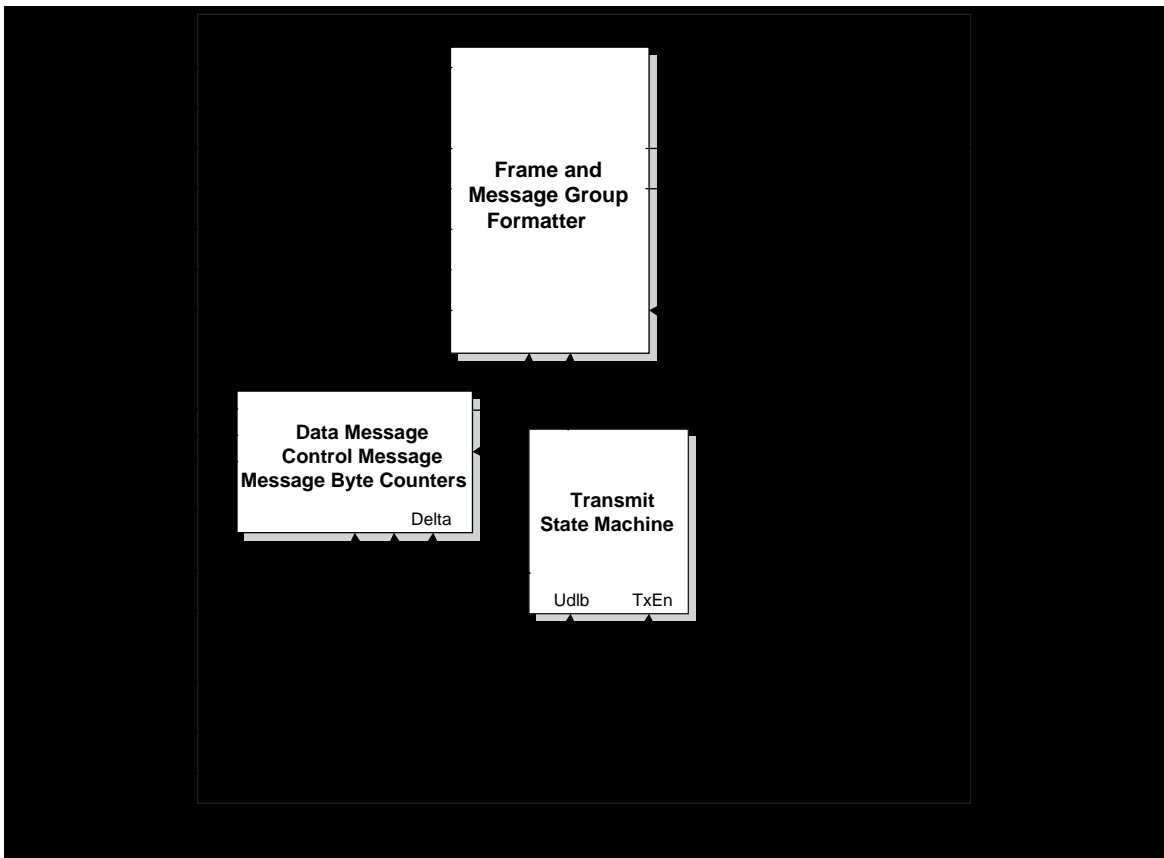 Frame and
Message Group
Formatter
Data Message
Control Message
Message Byte Counters
Delta
Transmit
State Machine
Udlb TxEn